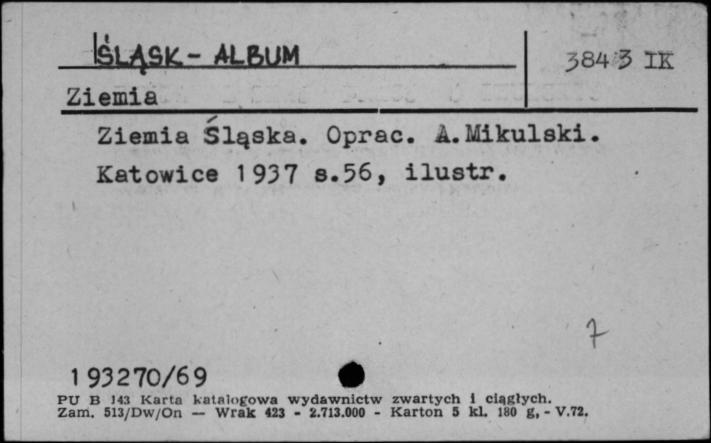 ŚLĄSK - ALBUM
3843 IK
Ziemia
Ziemia Śląska. Oprac. A.Mikulski.
Katowice 1937 s.56, ilustr.
7
193270/69
PU B 143 Karta katalogowa wydawnictw zwartych i ciągłych.
Zam. 513/Dw/On — Wrak 423 - 2.713.000 - Karton 5 kl. 180 g, - V.72.